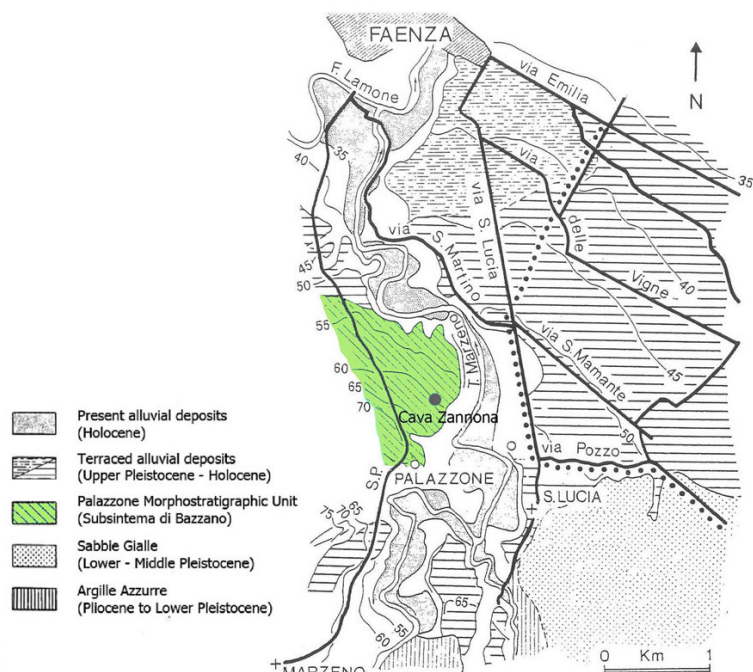 FAENZA
F. Lamone
via Emilia
N
40
35
via
delle
Vigne
via
S. Lucia
35
via
S. Martino
45
50
40
t. Marzeno
55
60
65
70
via S. Mamante
45
Cava Zannona
50
via Pozzo
S.P.
PALAZZONE
S. LUCIA
75
70
65
65
60
55
MARZENO
0 Km 1
Present alluvial deposits
(Holocene)
Terraced alluvial deposits
(Upper Pleistocene - Holocene)
Palazzone Morphostratigraphic Unit
(Subsintema di Bazzano)
Sabbie Gialle
(Lower - Middle Pleistocene)
Argille Azzurre
(Pliocene to Lower Pleistocene)